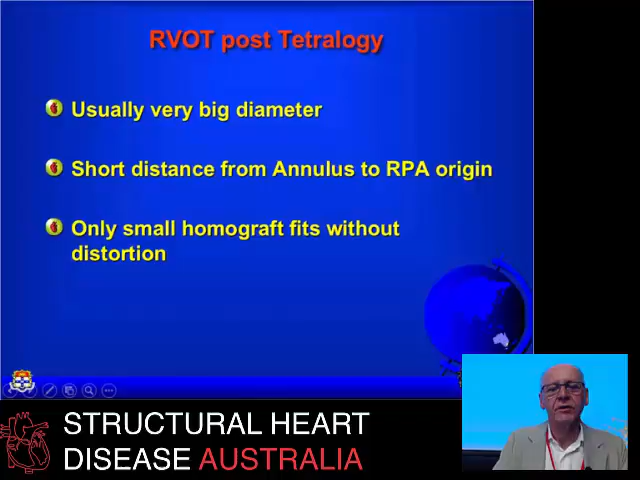 RVOT post Tetralogy
Usually very big diameter
Short distance from Annulus to RPA origin
Only small homograft fits without
distortion
STRUCTURAL HEART
DISEASE AUSTRALIA